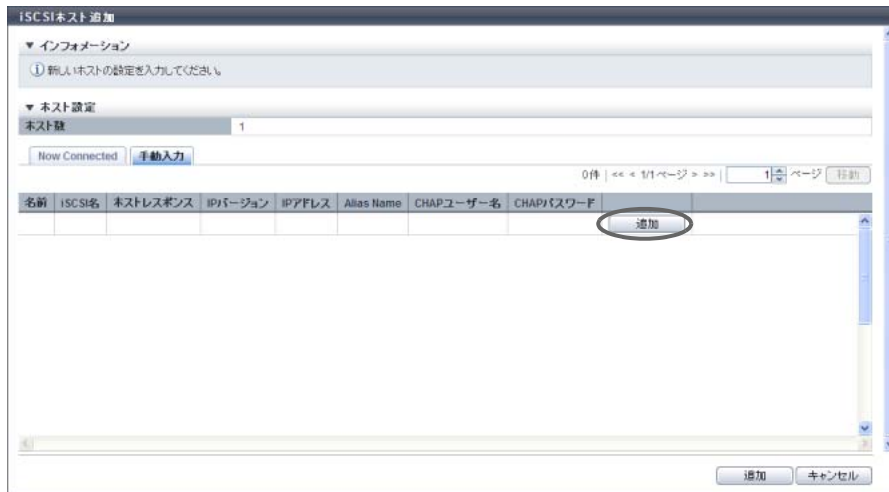 iSCSIホスト追加
▼ インフォメーション
新しいホストの設定を入力してください。
▼ ホスト設定
ホスト数 1
Now Connected 手動入力
0件 | << < 1/1ページ > >> | 1 ページ 移動
名前 iSCSI名 ホストレスポンス IPバージョン IPアドレス Alias Name CHAPユーザー名 CHAPパスワード
追加
追加 キャンセル